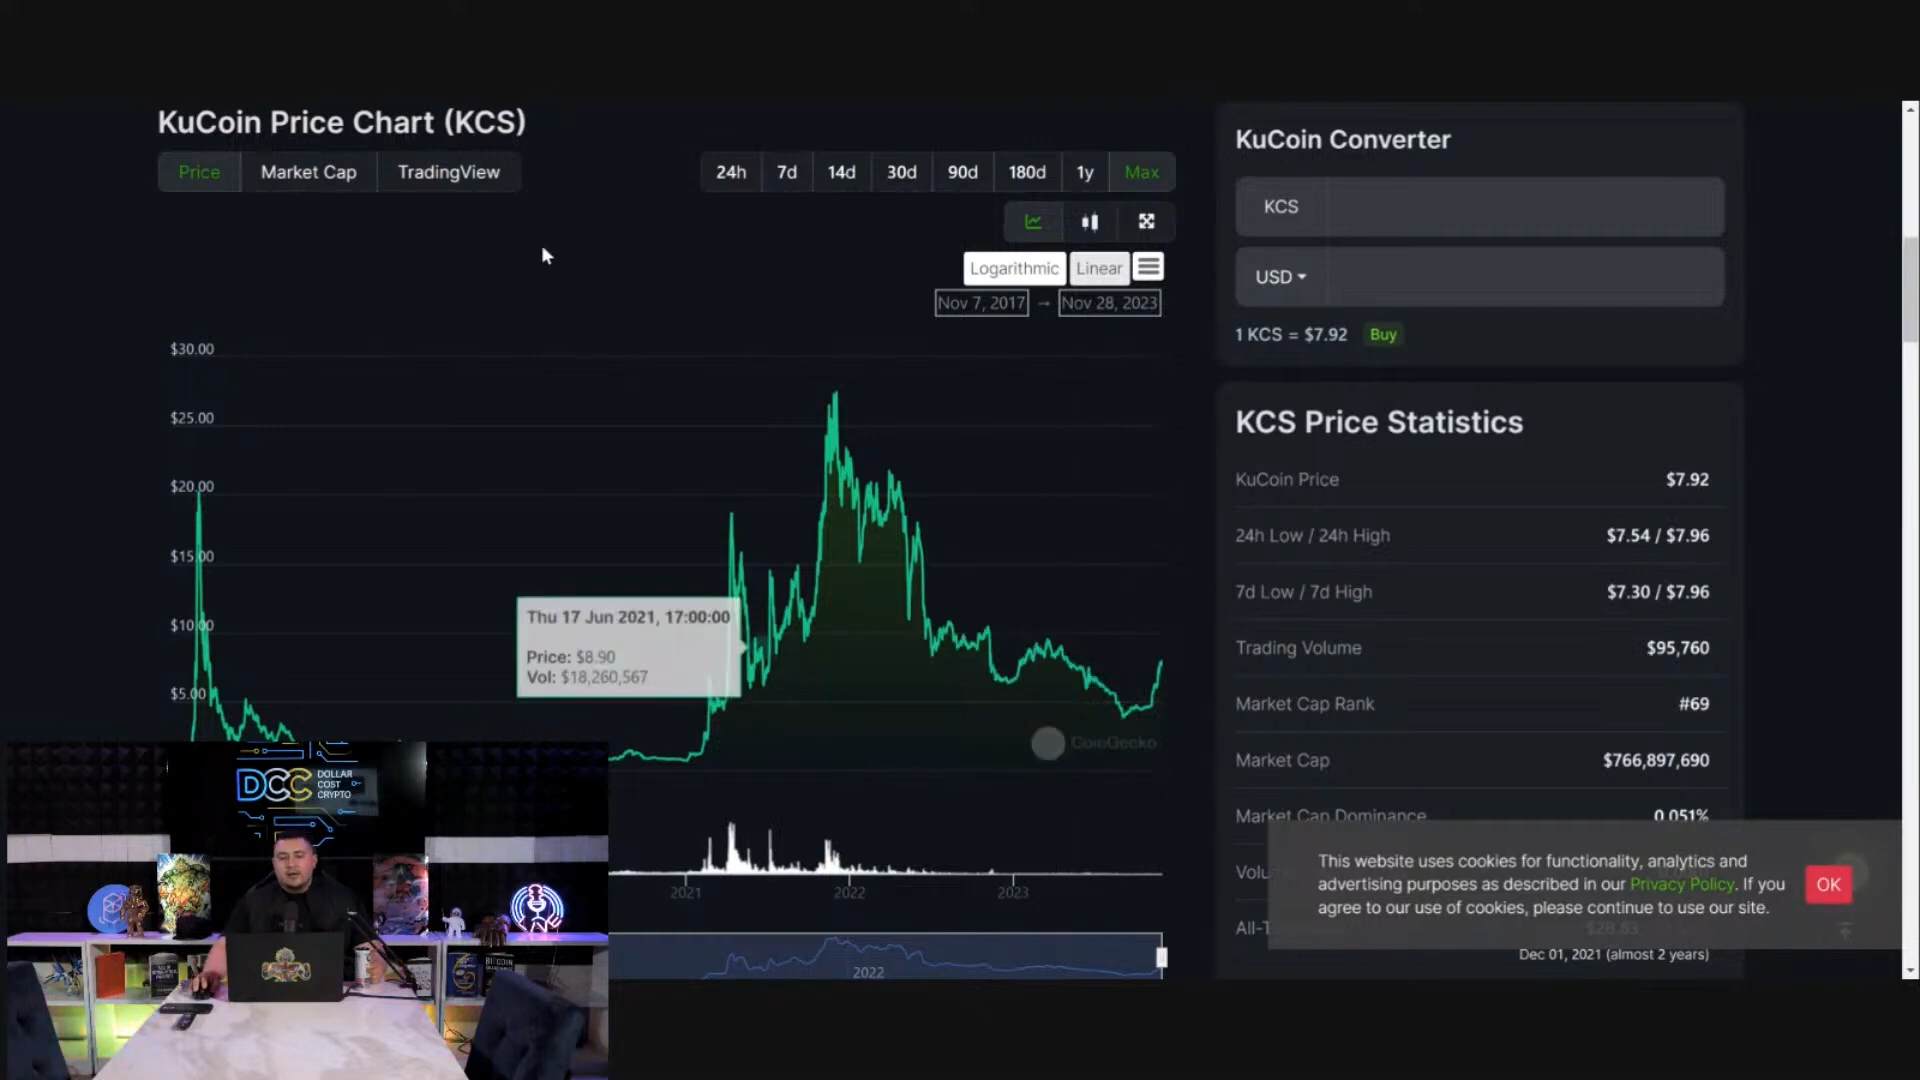 KuCoin Price Chart (KCS)
Price Market Cap TradingView
24h 7d 14d 30d 90d 180d 1y Max
Logarithmic Linear
Nov 7, 2017 → Nov 28, 2023
$30.00
$25.00
$20.00
$15.00
$10.00
$5.00
Thu 17 Jun 2021, 17:00:00
Price: $8.90
Vol: $18,260,567
CoinGecko
2021 2022 2023
2022
KuCoin Converter
KCS
USD
1 KCS = $7.92 Buy
KCS Price Statistics
KuCoin Price $7.92
24h Low / 24h High $7.54 / $7.96
7d Low / 7d High $7.30 / $7.96
Trading Volume $95,760
Market Cap Rank #69
Market Cap $766,897,690
Market Cap Dominance 0.051%
Volu
All-T
Dec 01, 2021 (almost 2 years)
This website uses cookies for functionality, analytics and
advertising purposes as described in our Privacy Policy. If you
agree to our use of cookies, please continue to use our site.
OK
DCC DOLLAR
COST
CRYPTO